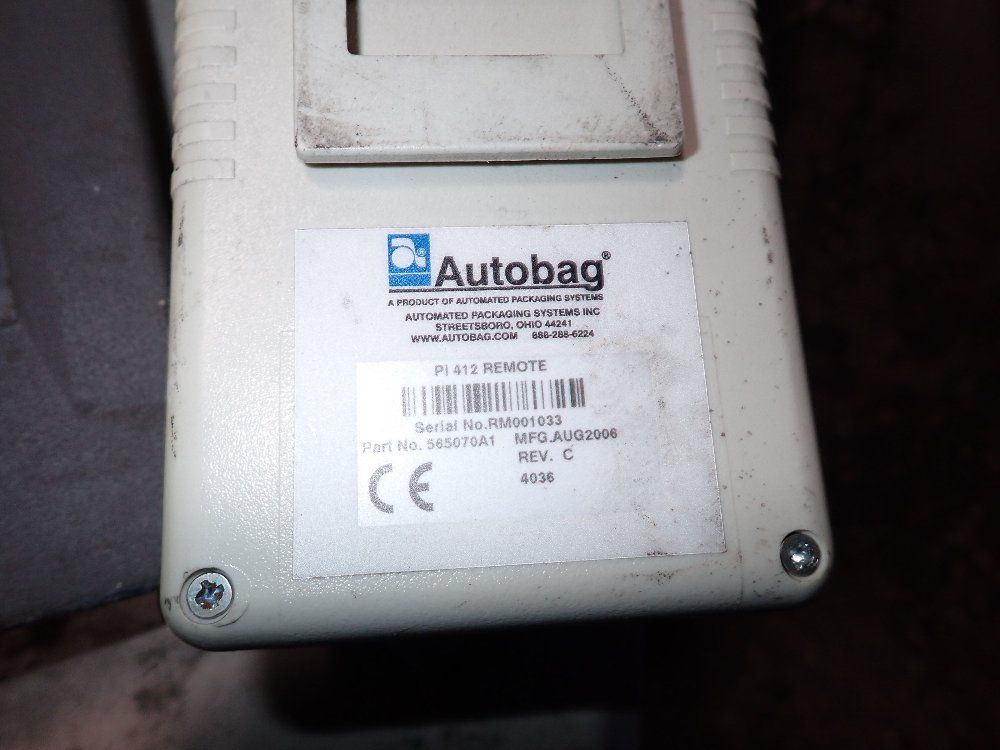 a® Autobag®
A PRODUCT OF AUTOMATED PACKAGING SYSTEMS
AUTOMATED PACKAGING SYSTEMS INC
STREETSBORO, OHIO 44241
WWW.AUTOBAG.COM 888-288-6224
PI 412 REMOTE
Serial No.RM001033
Part No. 565070A1 MFG.AUG2006
REV. C
CE 4036